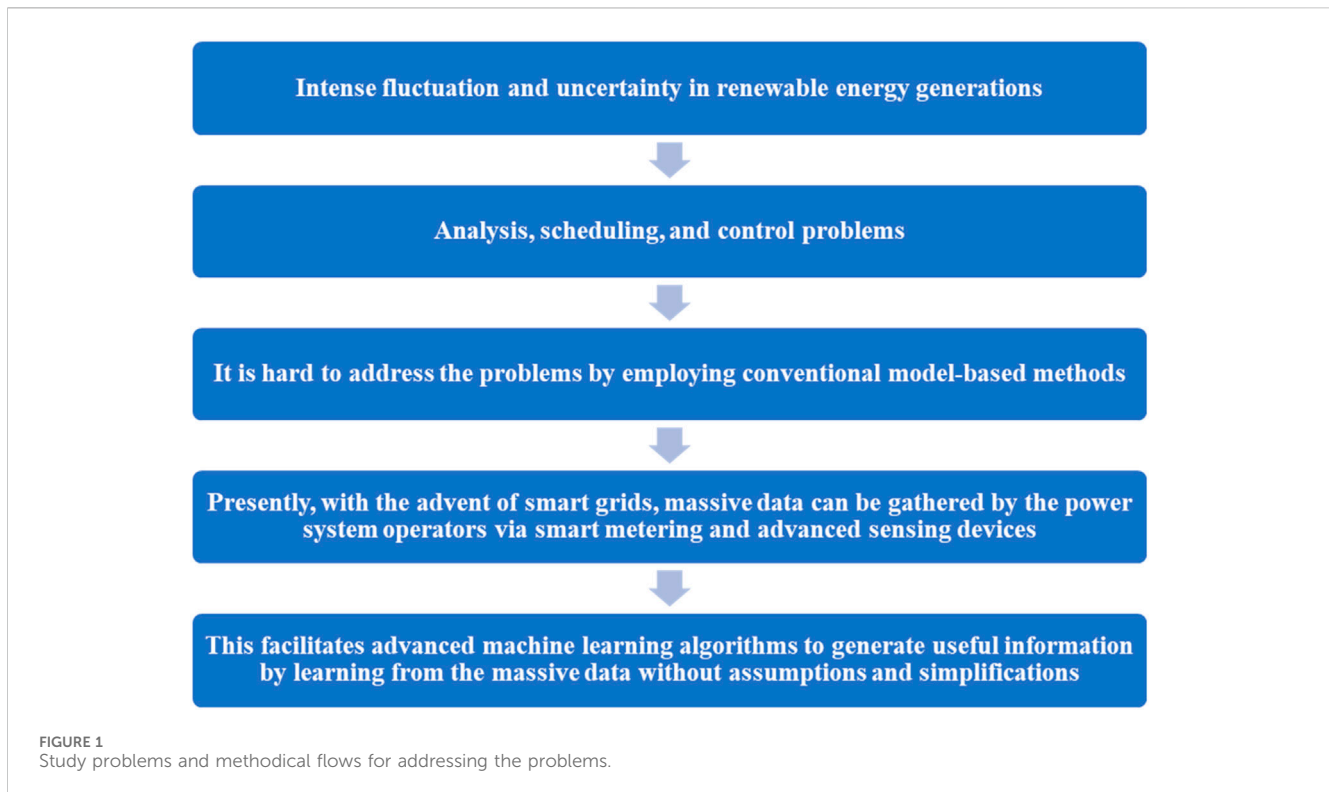 Intense fluctuation and uncertainty in renewable energy generations
Analysis, scheduling, and control problems
It is hard to address the problems by employing conventional model-based methods
Presently, with the advent of smart grids, massive data can be gathered by the power
system operators via smart metering and advanced sensing devices
This facilitates advanced machine learning algorithms to generate useful information
by learning from the massive data without assumptions and simplifications
FIGURE 1
Study problems and methodical flows for addressing the problems.